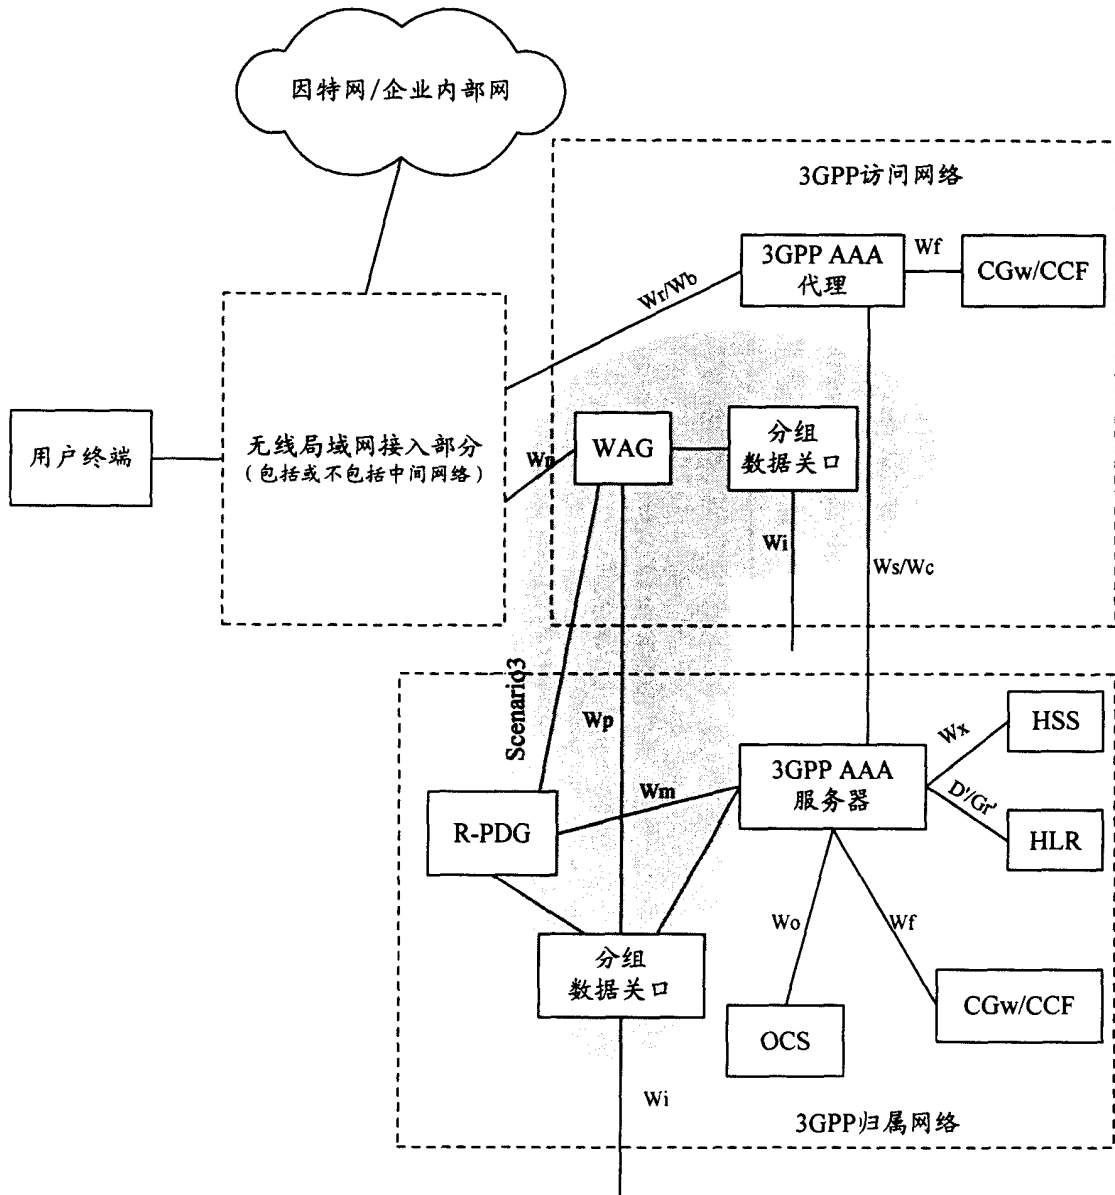 因特网/企业内部网
3GPP访问网络
3GPP AAA
代理
Wf
CGw/CCF
Wr/Wb
用户终端
无线局域网接入部分
(包括或不包括中间网络)
Wn
WAG
分组
数据关口
Wi
Ws/Wc
Scenario3
Wp
Wm
R-PDG
3GPP AAA
服务器
Wx
HSS
D'/Gr'
HLR
Wo
Wf
分组
数据关口
OCS
CGw/CCF
Wi
3GPP归属网络